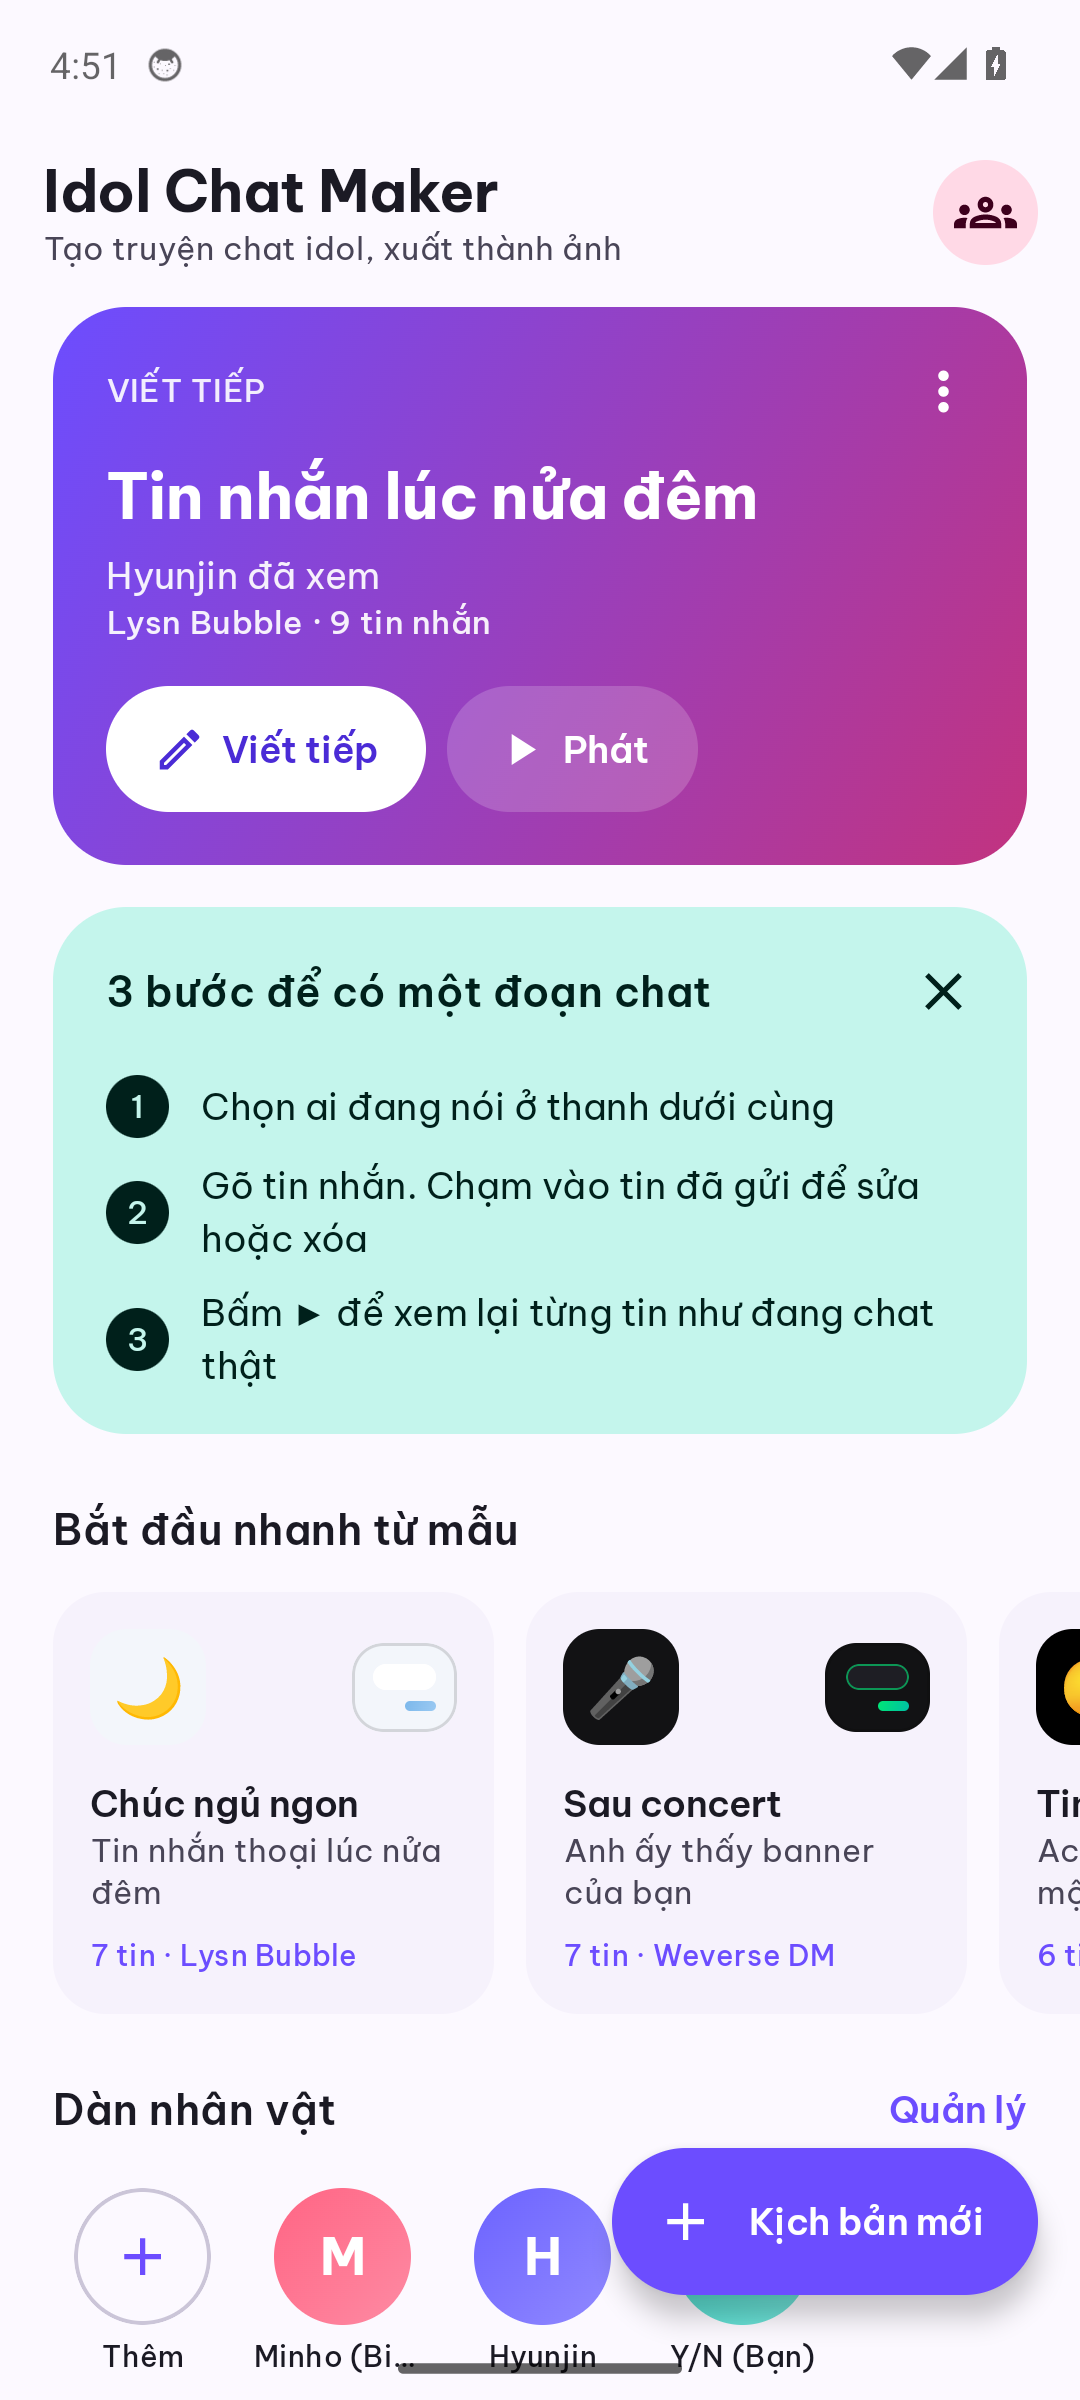 4:51
Idol Chat Maker
Tạo truyện chat idol, xuất thành ảnh
VIẾT TIẾP
Tin nhắn lúc nửa đêm
Hyunjin đã xem
Lysn Bubble · 9 tin nhắn
Viết tiếp
Phát
3 bước để có một đoạn chat
1 Chọn ai đang nói ở thanh dưới cùng
2 Gõ tin nhắn. Chạm vào tin đã gửi để sửa
hoặc xóa
3 Bấm ► để xem lại từng tin như đang chat
thật
Bắt đầu nhanh từ mẫu
Chúc ngủ ngon
Tin nhắn thoại lúc nửa
đêm
7 tin · Lysn Bubble
Sau concert
Anh ấy thấy banner
của bạn
7 tin · Weverse DM
6
Dàn nhân vật
Quản lý
Kịch bản mới
M
H
Thêm
Minho (Bi...
Hyunjin
Y/N (Bạn)